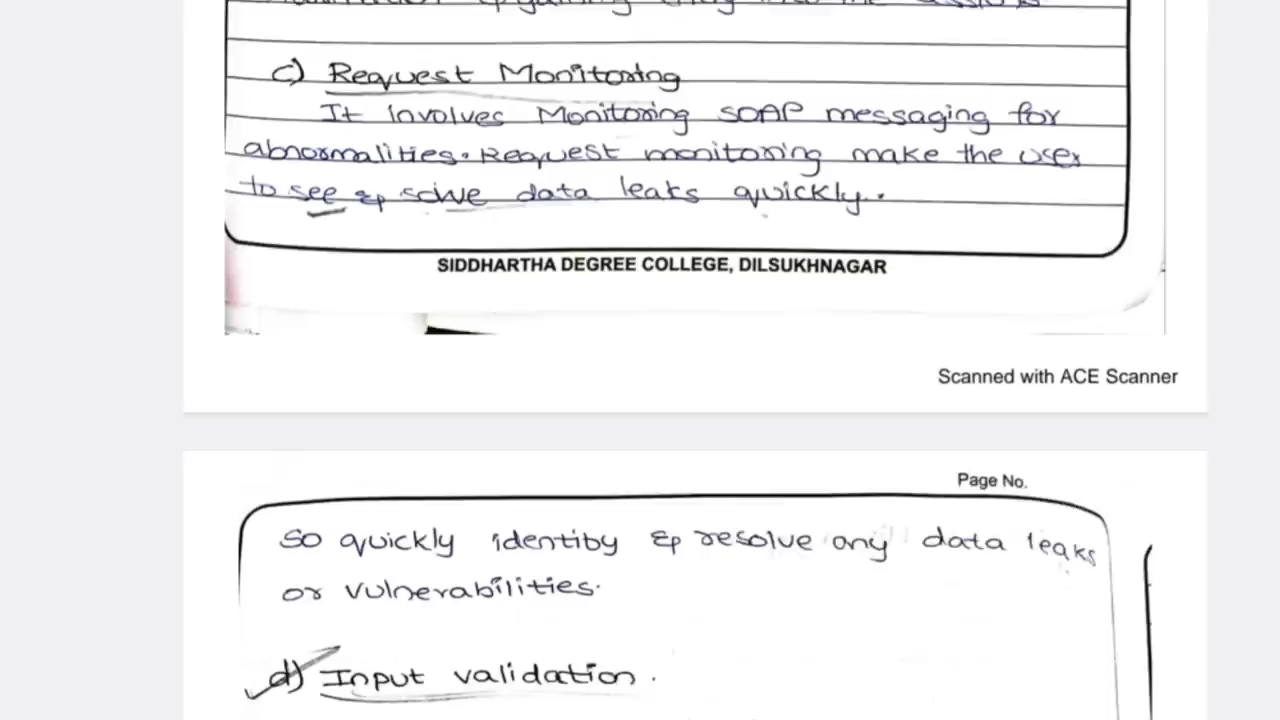 c) Request Monitoring
It involves Monitoring SOAP messaging for
abnormalities. Request monitoring make the user
to see & solve data leaks quickly.
SIDDHARTHA DEGREE COLLEGE, DILSUKHNAGAR
Scanned with ACE Scanner
Page No.
so quickly identiby & resolve any data leaks
or vulnerabilities.
d) Input validation.